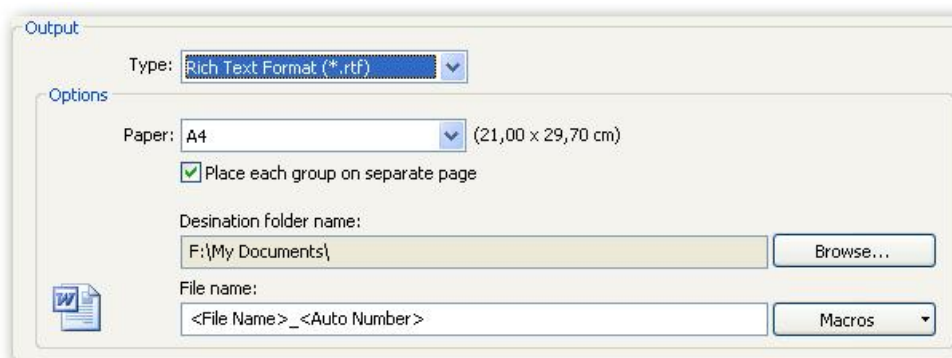 Output
Type: Rich Text Format (*.rtf)
Options
Paper: A4 (21,00 x 29,70 cm)
Place each group on separate page
Desination folder name:
F:\My Documents\ Browse...
File name:
<File Name>_<Auto Number> Macros